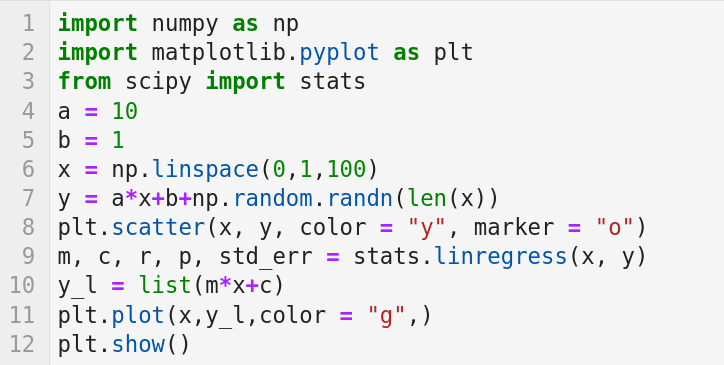 1 import numpy as np
2 import matplotlib.pyplot as plt
3 from scipy import stats
4 a = 10
5 b = 1
6 x = np.linspace(0,1,100)
7 y = a*x+b+np.random.randn(len(x))
8 plt.scatter(x, y, color = "y", marker = "o")
9 m, c, r, p, std_err = stats.linregress(x, y)
10 y_l = list(m*x+c)
11 plt.plot(x,y_l,color = "g",)
12 plt.show()